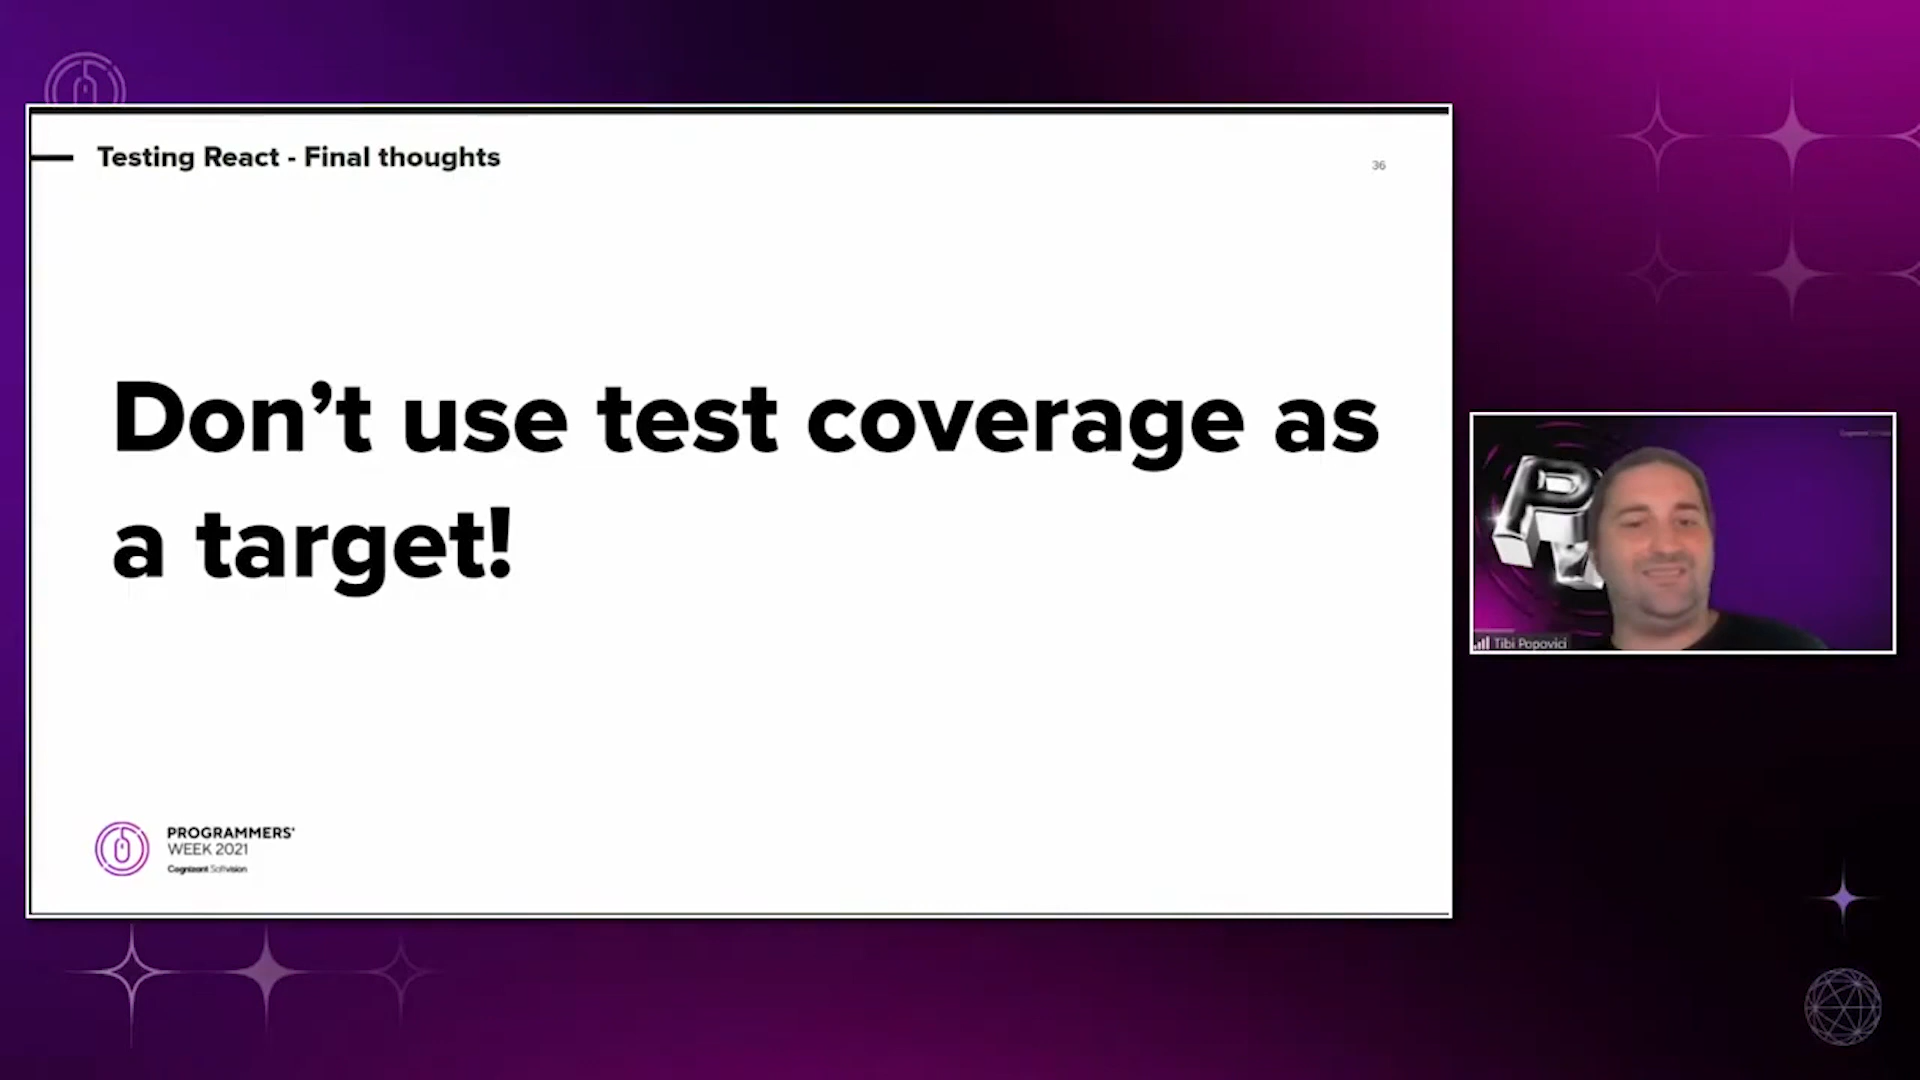 Testing React - Final thoughts
36
Don’t use test coverage as
a target!
PROGRAMMERS'
WEEK 2021
Cognizant Softvision
Tibi Popovici